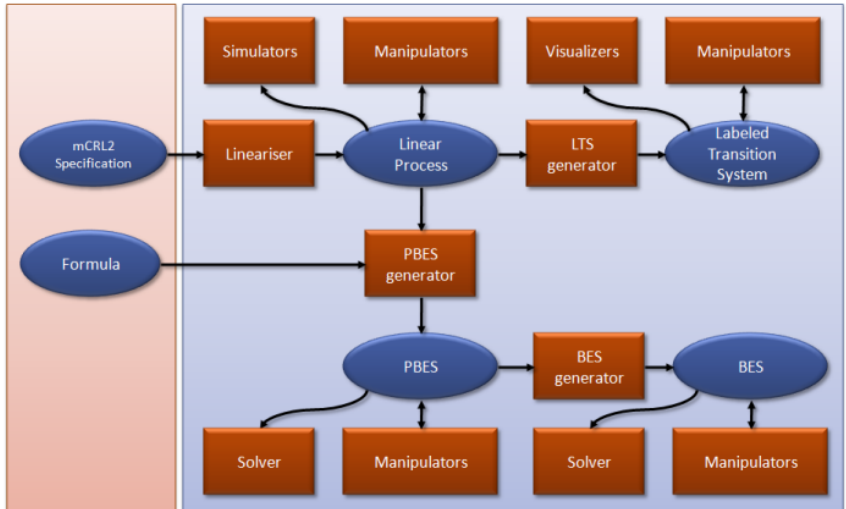 Simulators
Manipulators
Visualizers
Manipulators
mCRL2
Specification
Lineariser
Linear
Process
LTS
generator
Labeled
Transition
System
Formula
PBES
generator
PBES
BES
generator
BES
Solver
Manipulators
Solver
Manipulators